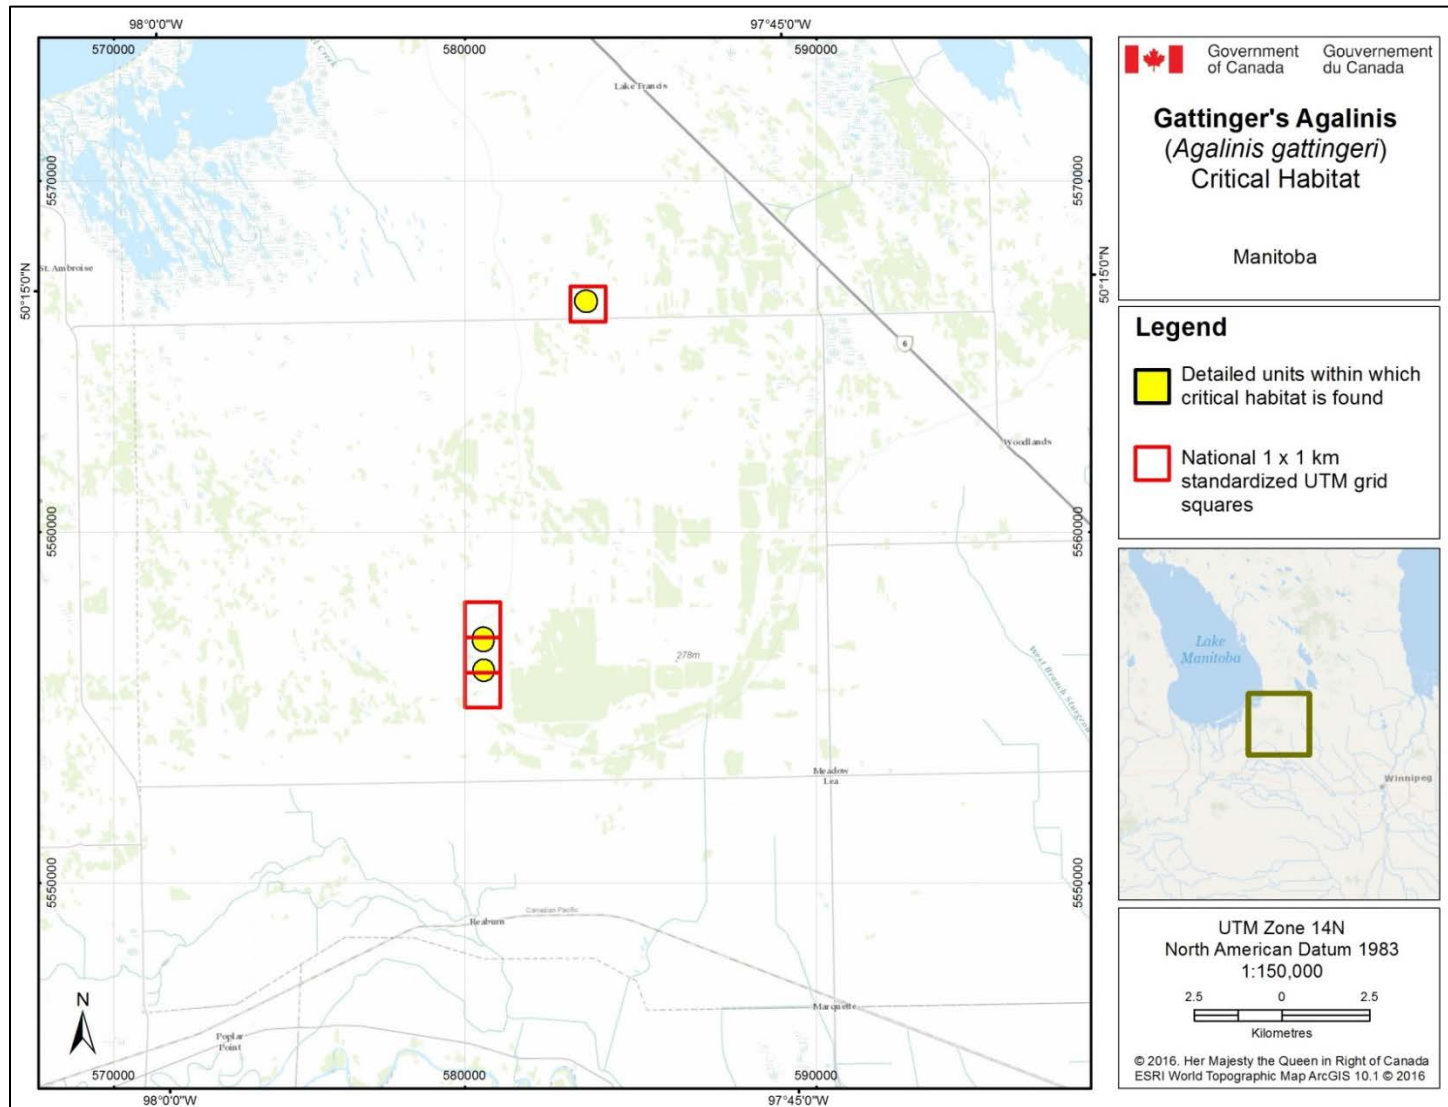 98°0'0"W
97°45'0"W
570000
580000
590000
Lake Francis
5570000
5570000
St. Ambroise
50°15'0"N
50°15'0"N
6
Woodlands
5560000
5560000
278m
West Branch Sturgeon
Meadow
Lea
5550000
5550000
Canadian Pacific
Reaburn
Marquette
N
Poplar
Point
570000
580000
590000
98°0'0"W
97°45'0"W
Government
of Canada
Gouvernement
du Canada
Gattinger's Agalinis
(Agalinis gattingeri)
Critical Habitat
Manitoba
Legend
Detailed units within which
critical habitat is found
National 1 x 1 km
standardized UTM grid
squares
Lake
Manitoba
Winnipeg
UTM Zone 14N
North American Datum 1983
1:150,000
2.5 0 2.5
Kilometres
© 2016. Her Majesty the Queen in Right of Canada
ESRI World Topographic Map ArcGIS 10.1 © 2016